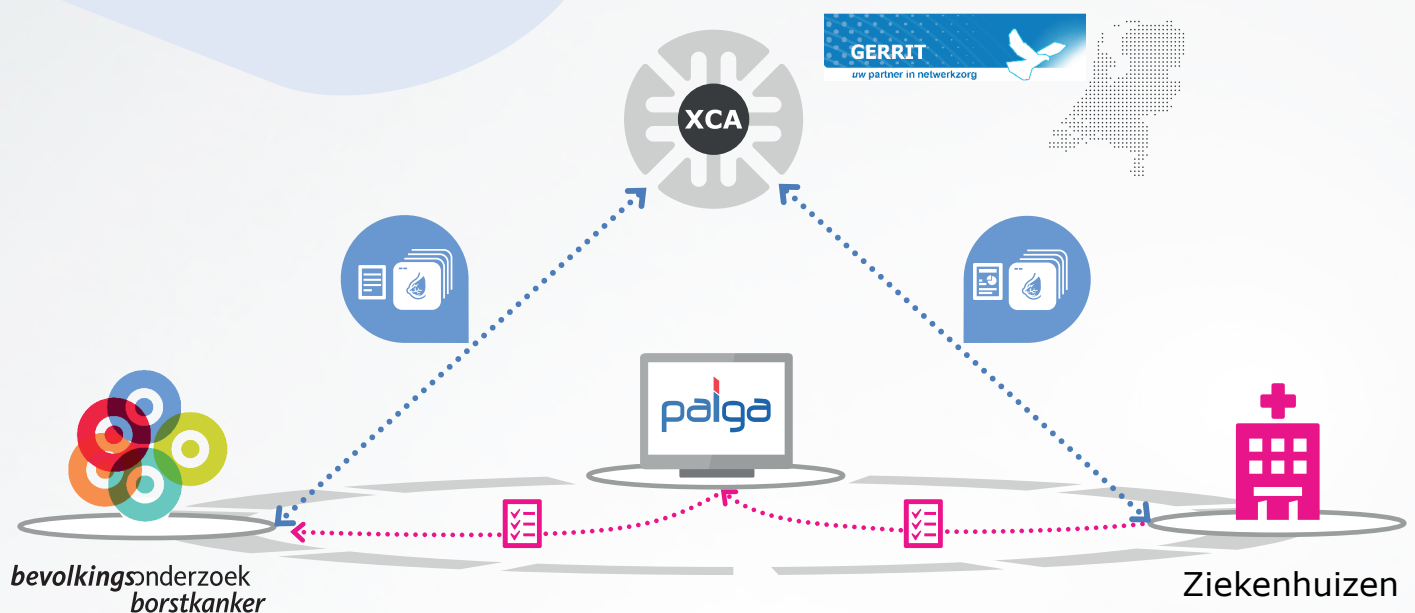 GERRIT
uw partner in netwerkzorg
XCA
palga
bevolkingsonderzoek
borstkanker
Ziekenhuizen